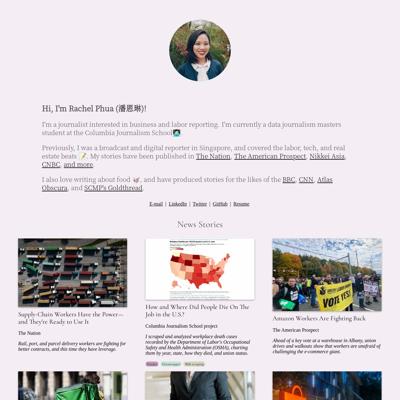 Hi, I'm Rachel Phua (潘恩琳)!
I'm a journalist interested in business and labor reporting. I'm currently a data journalism masters
student at the Columbia Journalism School
Previously, I was a broadcast and digital reporter in Singapore, and covered the labor, tech, and real
estate beats. My stories have been published in The Nation, The American Prospect, Nikkei Asia,
CNBC, and more.
I also love writing about food, and have produced stories for the likes of the BBC, CNN, Atlas
Obscura, and SCMP's Goldthread.
E-mail | LinkedIn | Twitter | GitHub | Resume
News Stories
Supply-Chain Workers Have the Power—
and They're Ready to Use It
The Nation
Rail, port, and parcel delivery workers are fighting for
better contracts, and this time they have leverage.
How and Where Did People Die On The
Job in the U.S.?
Columbia Journalism School project
I scraped and analyzed workplace death cases
recorded by the Department of Labor's Occupational
Safety and Health Administration (OSHA), charting
them by year, state, how they died, and union status.
VOTE YES!
Amazon Workers Are Fighting Back
The American Prospect
Ahead of a key vote at a warehouse in Albany, union
drives and walkouts show that workers are unafraid of
challenging the e-commerce giant.